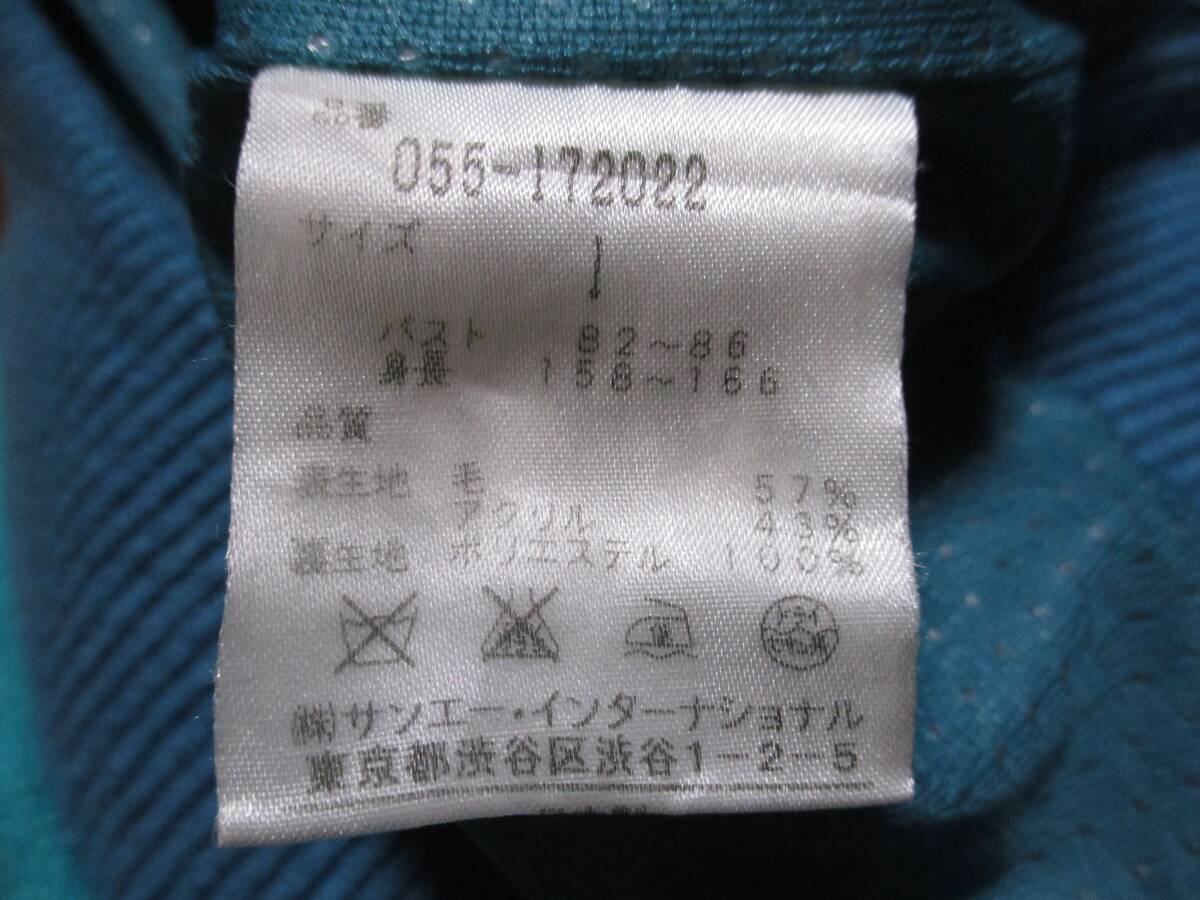 品番
055-172022
サイズ
1
バスト 82～86
身長 158～166
品質
表生地 毛 57%
アクリル 43%
裏生地 ポリエステル 100%
㈱サンエー・インターナショナル
東京都渋谷区渋谷1-2-5